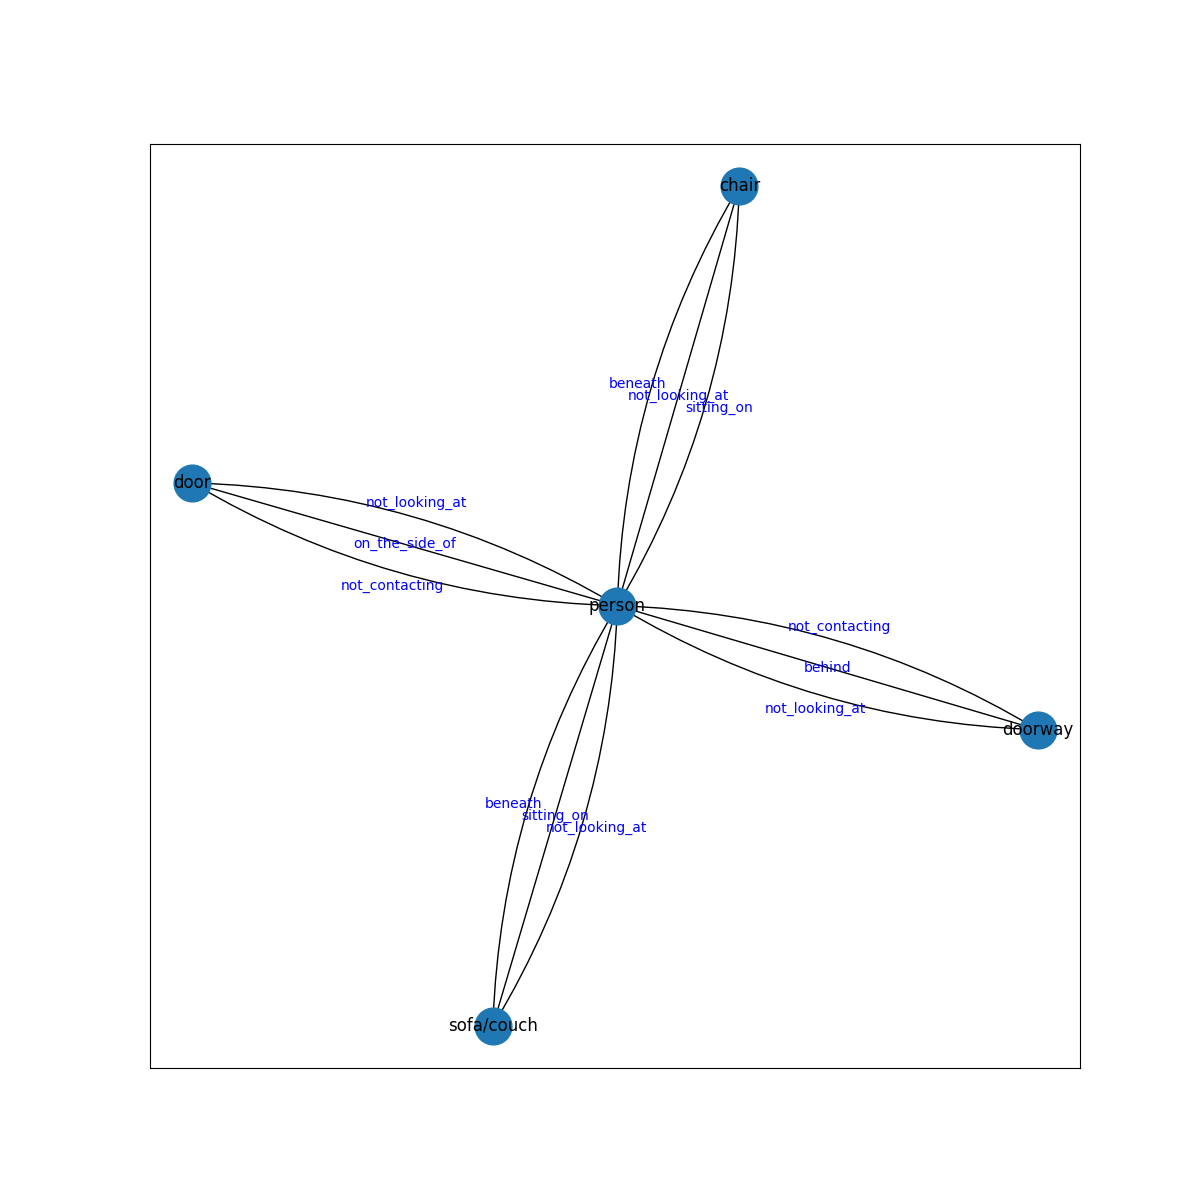 chair
beneath
not_looking_at
sitting_on
door
not_looking_at
on_the_side_of
not_contacting
person
not_contacting
behind
not_looking_at
doorway
beneath
sitting_on
not_looking_at
sofa/couch